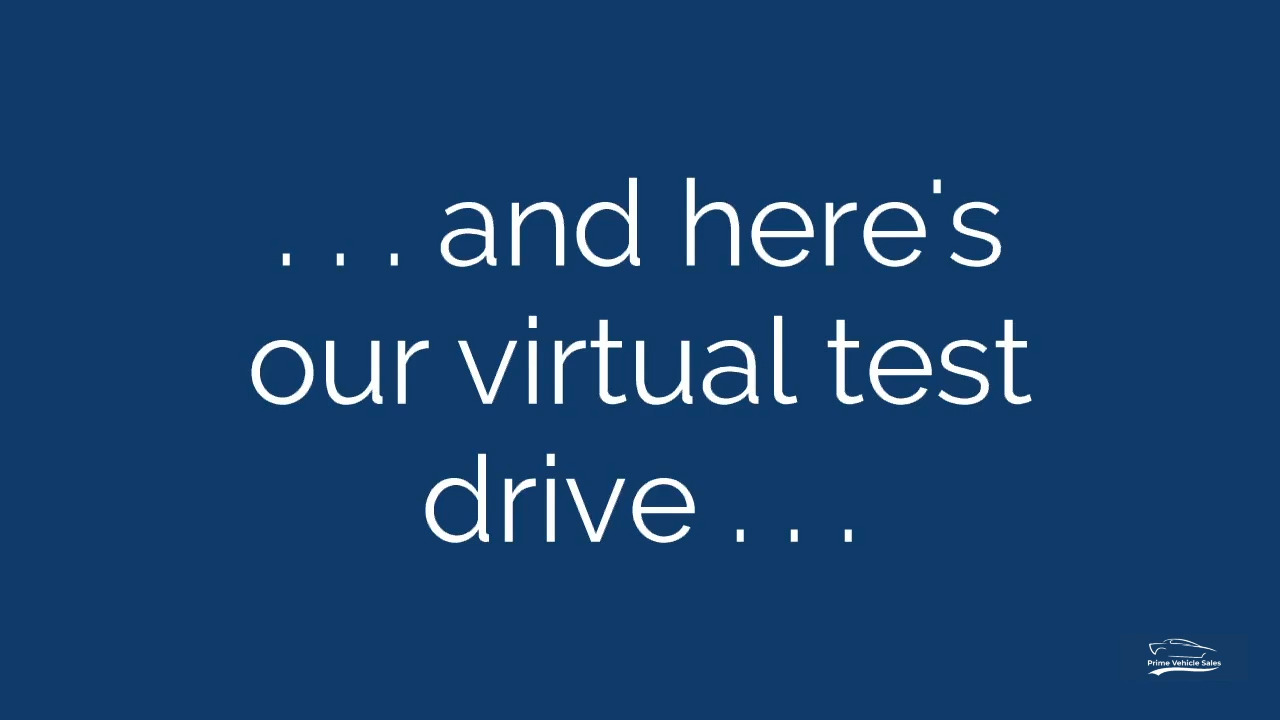 . . . and here's
our virtual test
drive . . .
Prime Vehicle Sales